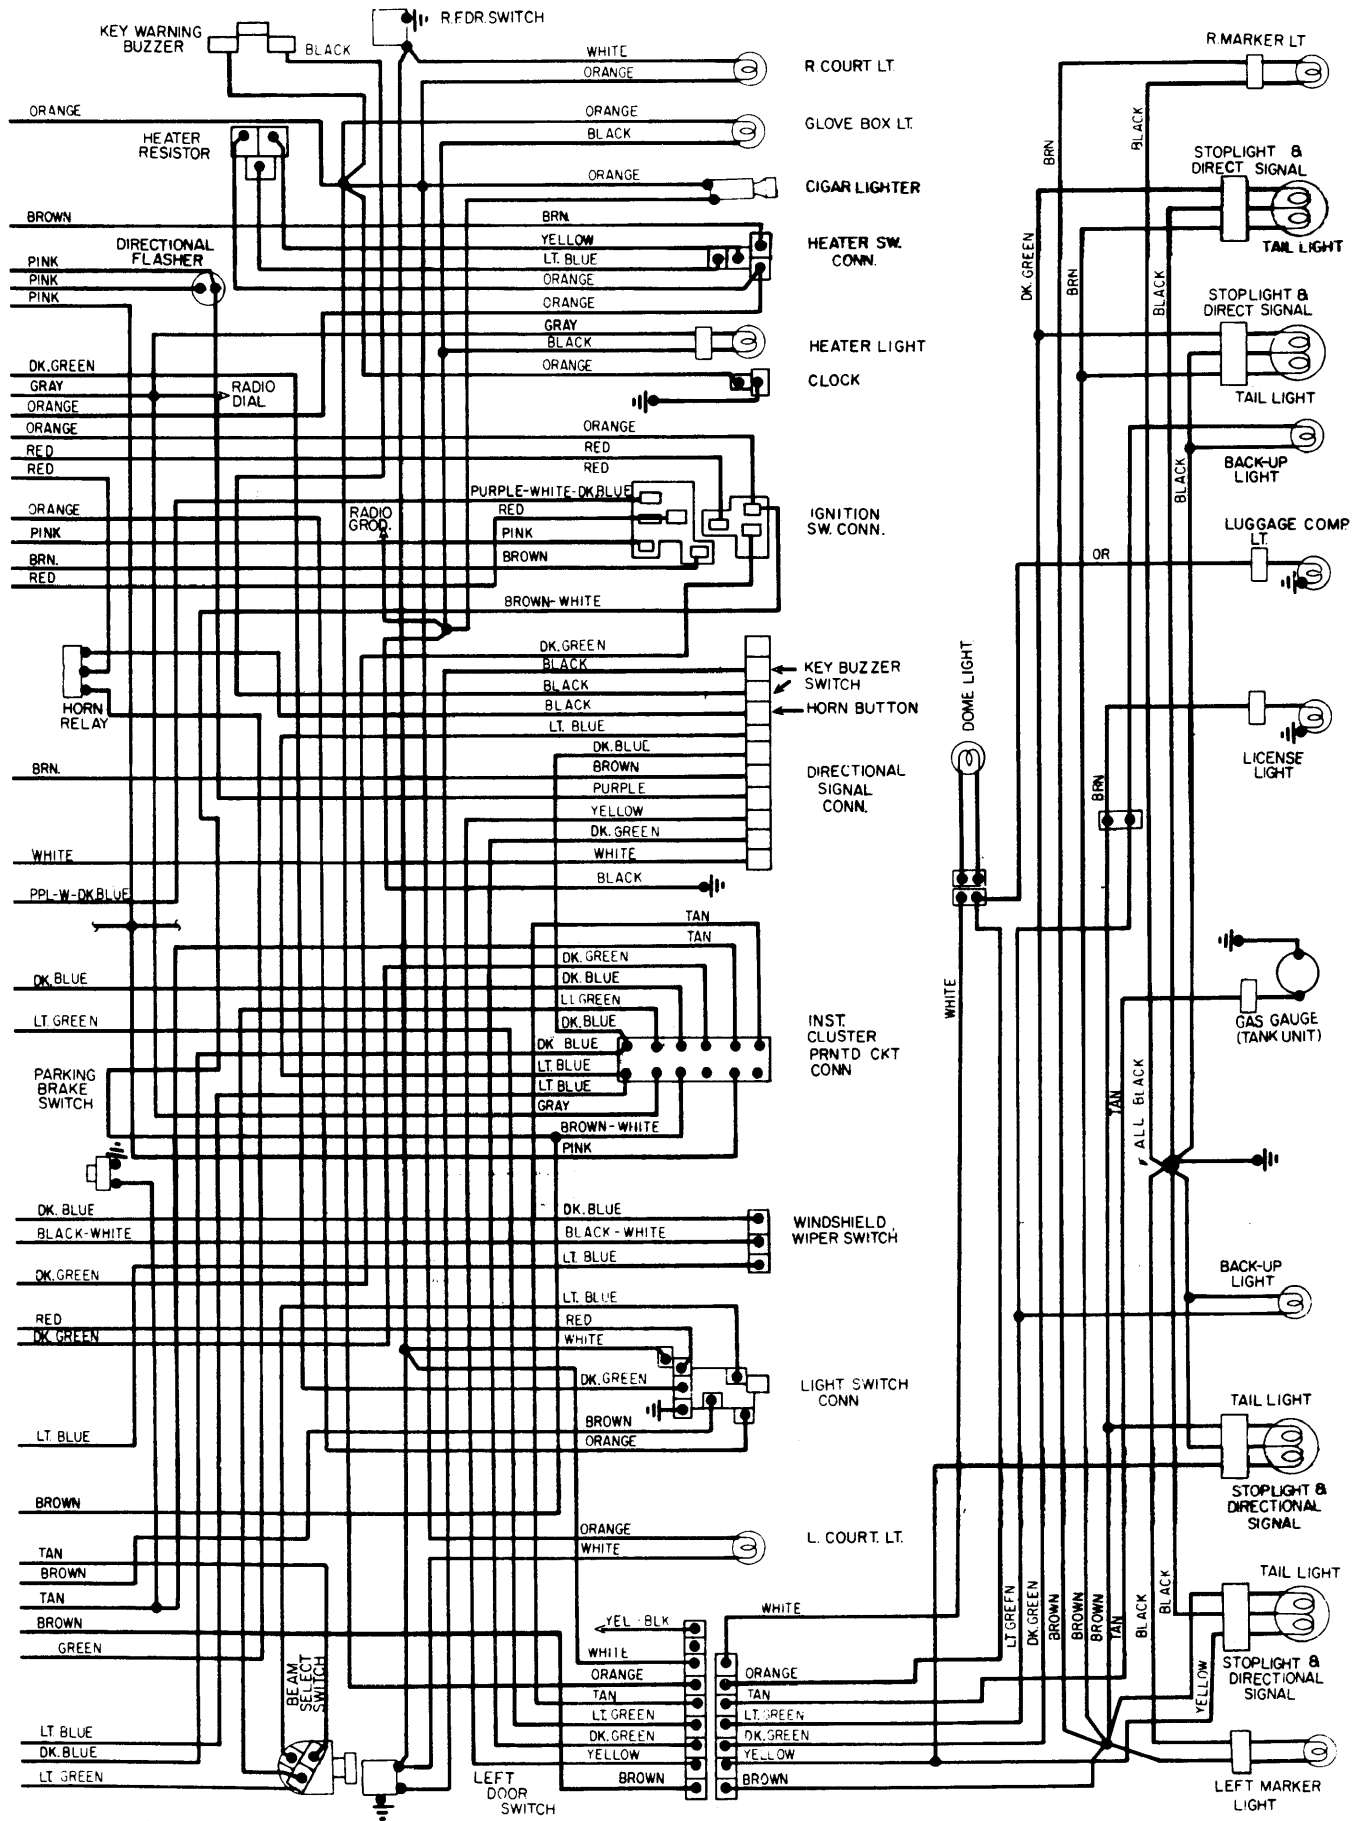 R.FDR.SWITCH
KEY WARNING
BUZZER
BLACK
WHITE
ORANGE
R.COURT LT.
R.MARKER LT
ORANGE
ORANGE
BLACK
GLOVE BOX LT.
HEATER
RESISTOR
BRN
BLACK
STOPLIGHT &
DIRECT SIGNAL
TAIL LIGHT
ORANGE
CIGAR LIGHTER
BROWN
BRN.
DIRECTIONAL
FLASHER
YELLOW
LT. BLUE
ORANGE
HEATER SW.
CONN.
PINK
PINK
PINK
ORANGE
DK.GREEN
BRN
BLACK
STOPLIGHT &
DIRECT SIGNAL
TAIL LIGHT
GRAY
BLACK
HEATER LIGHT
DK.GREEN
ORANGE
CLOCK
GRAY
RADIO
DIAL
ORANGE
ORANGE
ORANGE
RED
RED
RED
RED
BLACK
BACK-UP
LIGHT
PURPLE-WHITE-DK.BLUE
ORANGE
RADIO
GROD.
RED
IGNITION
SW. CONN.
LUGGAGE COMP.
LT.
PINK
PINK
BRN.
BROWN
RED
OR
BROWN-WHITE
DK.GREEN
BLACK
KEY BUZZER
SWITCH
BLACK
BLACK
HORN BUTTON
HORN
RELAY
LT. BLUE
DOME LIGHT
DK.BLUE
BRN.
BROWN
PURPLE
DIRECTIONAL
SIGNAL
CONN.
BRN
LICENSE
LIGHT
YELLOW
DK. GREEN
WHITE
WHITE
BLACK
PPL-W-DK.BLUE
TAN
TAN
DK. GREEN
DK.BLUE
DK. BLUE
LT GREEN
LT. GREEN
DK.BLUE
DK BLUE
LT.BLUE
LT.BLUE
GRAY
INST.
CLUSTER
PRNTD CKT
CONN
WHITE
GAS GAUGE
(TANK UNIT)
PARKING
BRAKE
SWITCH
BROWN-WHITE
PINK
TAN
ALL BLACK
DK. BLUE
DK. BLUE
BLACK-WHITE
BLACK-WHITE
LT. BLUE
WINDSHIELD
WIPER SWITCH
DK.GREEN
BACK-UP
LIGHT
LT. BLUE
RED
RED
DK GREEN
WHITE
DK.GREEN
LIGHT SWITCH
CONN
BROWN
ORANGE
LT. BLUE
TAIL LIGHT
STOPLIGHT &
DIRECTIONAL
SIGNAL
BROWN
ORANGE
WHITE
L. COURT. LT.
TAN
BROWN
TAN
BROWN
GREEN
BEAM
SELECT
SWITCH
YEL-BLK
WHITE
WHITE
ORANGE
ORANGE
TAN
TAN
LT.GREEN
LT.GREEN
DK.GREEN
DK.GREEN
YELLOW
YELLOW
BROWN
BROWN
LT GREEN
DK.GREEN
BROWN
BROWN
BROWN
TAN
BLACK
BLACK
YELLOW
TAIL LIGHT
STOPLIGHT &
DIRECTIONAL
SIGNAL
LT BLUE
DK.BLUE
LT GREEN
LEFT
DOOR
SWITCH
LEFT MARKER
LIGHT